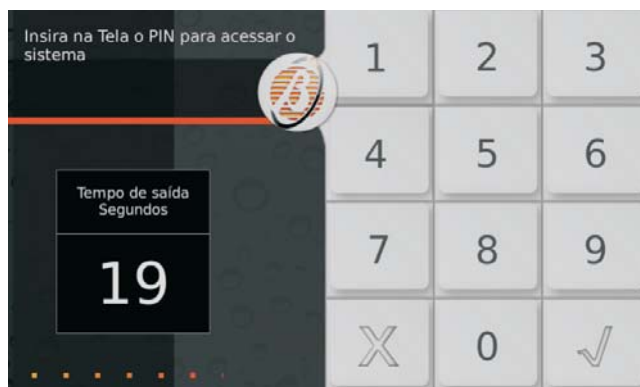 Insira na Tela o PIN para acessar o
sistema
1 2 3
4 5 6
7 8 9
X 0 √
Tempo de saída
Segundos
19